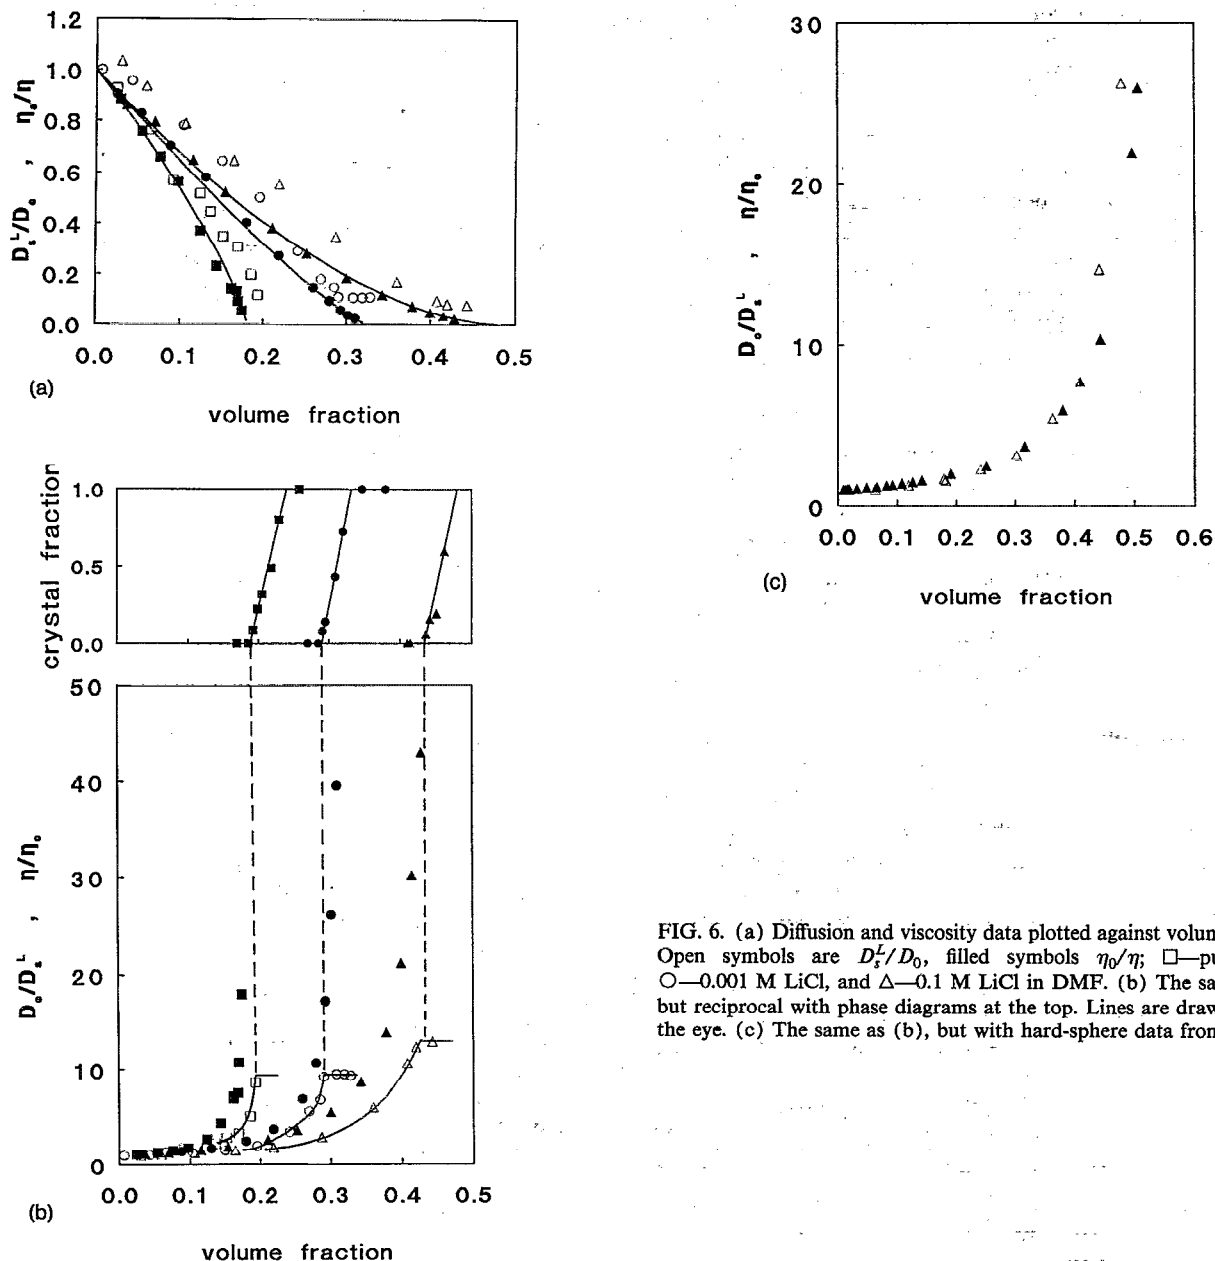 1.2
1.0
0.8
0.6
0.4
0.2
0.0
D_s^L/D_o , η_o/η
0.0 0.1 0.2 0.3 0.4 0.5
(a)
volume fraction
30
20
10
0
D_o/D_s^L , η/η_o
0.0 0.1 0.2 0.3 0.4 0.5 0.6
(c)
volume fraction
1.0
0.5
0.0
crystal fraction
50
40
30
20
10
0
D_o/D_s^L , η/η_o
0.0 0.1 0.2 0.3 0.4 0.5
(b)
volume fraction
FIG. 6. (a) Diffusion and viscosity data plotted against volum
Open symbols are D_s^L/D_0, filled symbols η_0/η; □—pu
○—0.001 M LiCl, and △—0.1 M LiCl in DMF. (b) The sa
but reciprocal with phase diagrams at the top. Lines are draw
the eye. (c) The same as (b), but with hard-sphere data from